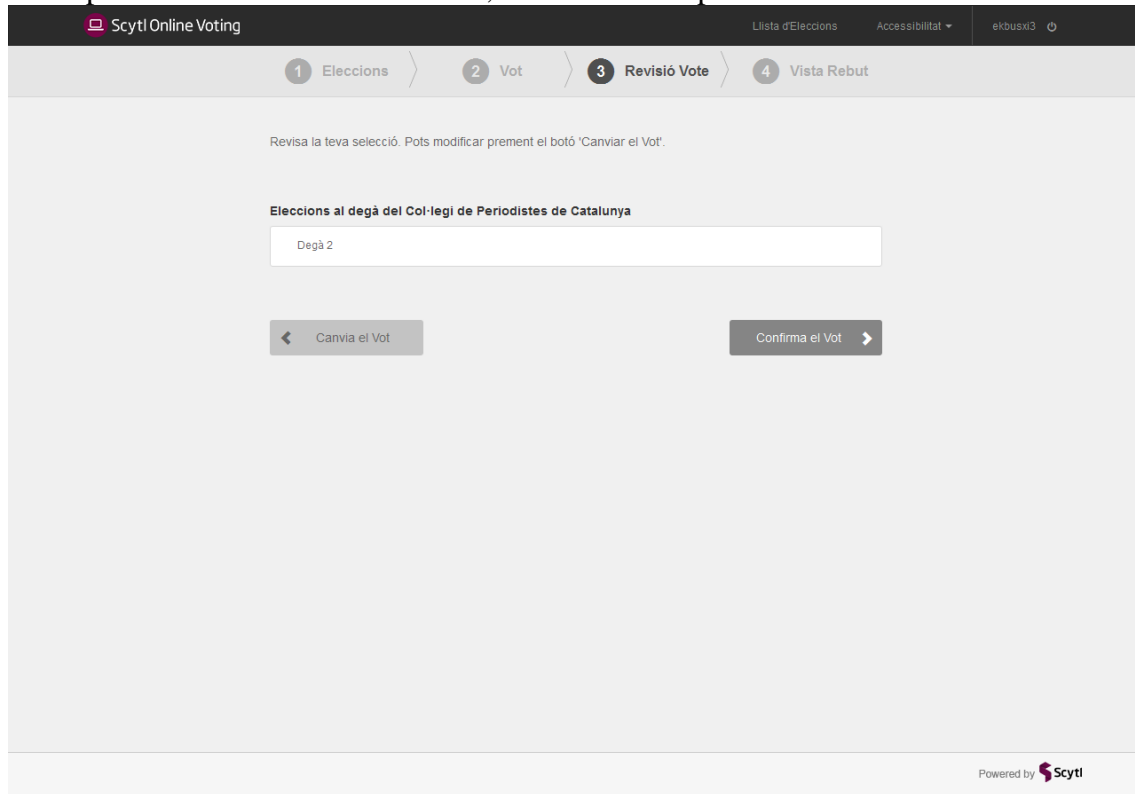 Scytl Online Voting
Llista d'Eleccions Accessibilitat ekbusxi3
1 Eleccions 2 Vot 3 Revisió Vote 4 Vista Rebut
Revisa la teva selecció. Pots modificar prement el botó 'Canviar el Vot'.
Eleccions al degà del Col·legi de Periodistes de Catalunya
Degà 2
Canvia el Vot Confirma el Vot
Powered by Scytl